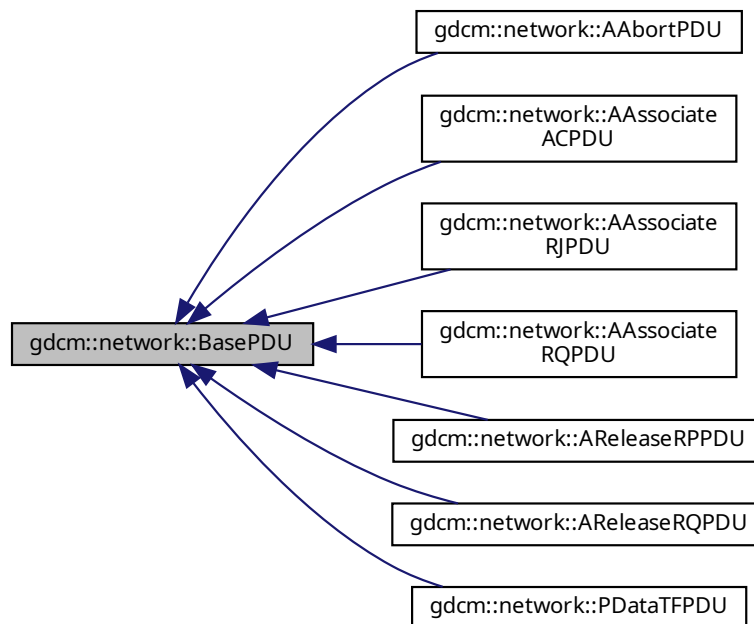 gdcm::network::AAbortPDU
gdcm::network::AAssociate
ACPDU
gdcm::network::AAssociate
RJPDU
gdcm::network::BasePDU
gdcm::network::AAssociate
RQPDU
gdcm::network::AReleaseRPPDU
gdcm::network::AReleaseRQPDU
gdcm::network::PDataTFPDU